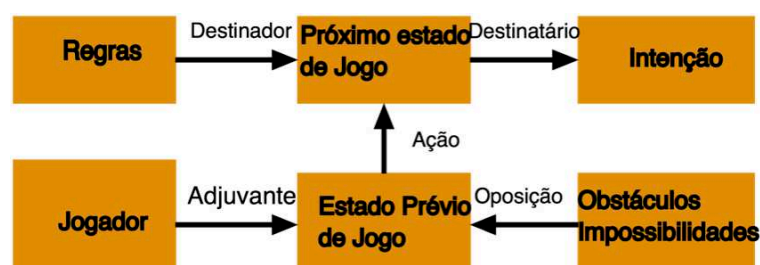 Regras
Destinador
Próximo estado
de Jogo
Destinatário
Intenção
Ação
Jogador
Adjuvante
Estado Prévio
de Jogo
Oposição
Obstáculos
Impossibilidades